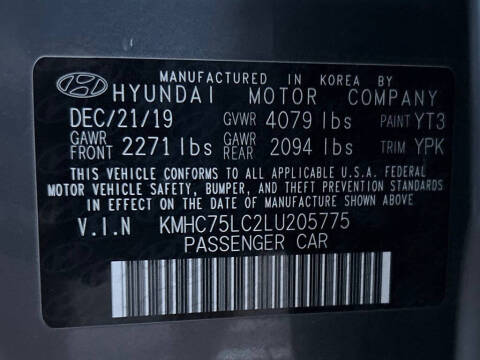 MANUFACTURED IN KOREA BY
HYUNDAI MOTOR COMPANY
DEC/21/19 GVWR 4079 lbs PAINT YT3
GAWR FRONT 2271 lbs GAWR REAR 2094 lbs TRIM YPK
THIS VEHICLE CONFORMS TO ALL APPLICABLE U.S.A. FEDERAL
MOTOR VEHICLE SAFETY, BUMPER, AND THEFT PREVENTION STANDARDS
IN EFFECT ON THE DATE OF MANUFACTURE SHOWN ABOVE.
V.I.N KMHC75LC2LU205775
PASSENGER CAR